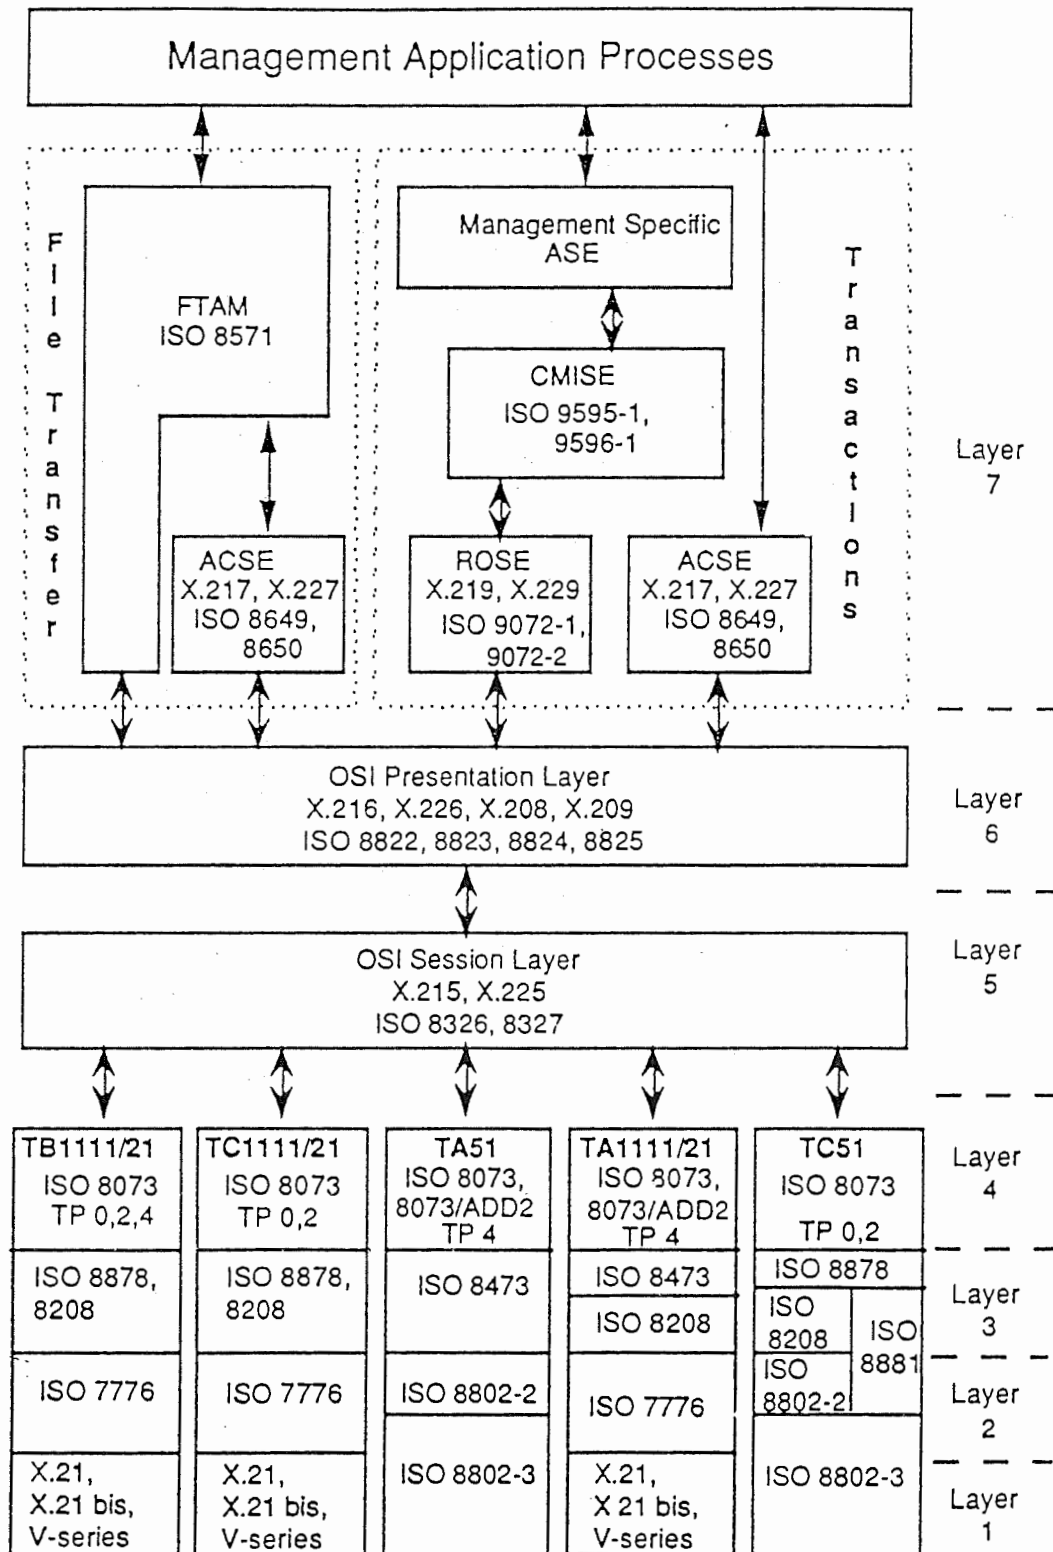 Management Application Processes
File Transfer
FTAM
ISO 8571
ACSE
X.217, X.227
ISO 8649,
8650
Management Specific
ASE
CMISE
ISO 9595-1,
9596-1
ROSE
X.219, X.229
ISO 9072-1,
9072-2
ACSE
X.217, X.227
ISO 8649,
8650
Transactions
Layer
7
OSI Presentation Layer
X.216, X.226, X.208, X.209
ISO 8822, 8823, 8824, 8825
Layer
6
OSI Session Layer
X.215, X.225
ISO 8326, 8327
Layer
5
TB1111/21
ISO 8073
TP 0,2,4
TC1111/21
ISO 8073
TP 0,2
TA51
ISO 8073,
8073/ADD2
TP 4
TA1111/21
ISO 8073,
8073/ADD2
TP 4
TC51
ISO 8073
TP 0,2
Layer
4
ISO 8878,
8208
ISO 8878,
8208
ISO 8473
ISO 8473
ISO 8208
ISO 8878
ISO
8208
ISO
8881
Layer
3
ISO 7776
ISO 7776
ISO 8802-2
ISO 7776
ISO
8802-2
Layer
2
X.21,
X.21 bis,
V-series
X.21,
X.21 bis,
V-series
ISO 8802-3
X.21,
X 21 bis,
V-series
ISO 8802-3
Layer
1